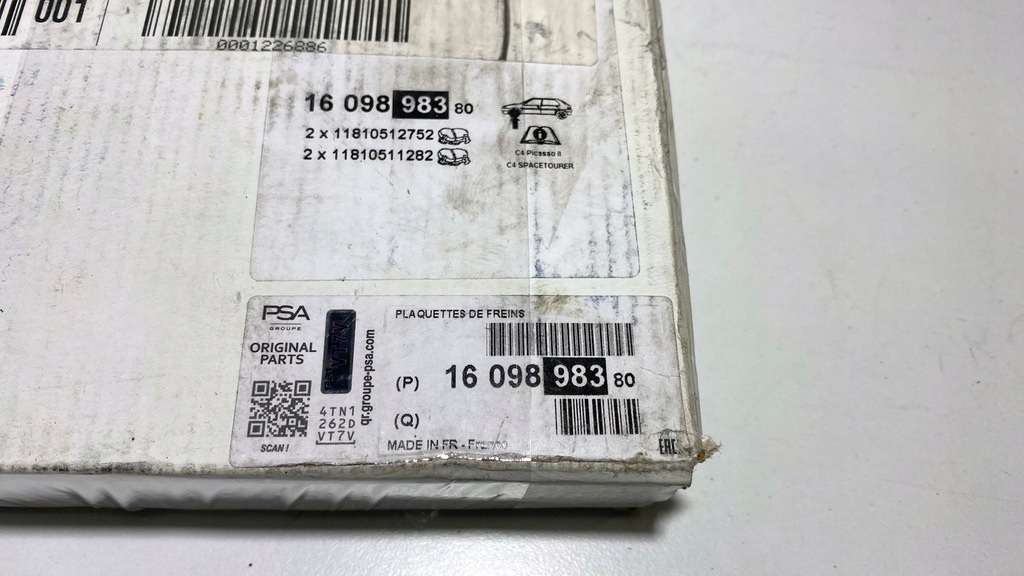 001
0001226886
16 098 983 80
2 x 11810512752
2 x 11810511282
C4 Picasso II
C4 SPACETOURER
PSA
GROUPE
ORIGINAL
PARTS
VT7V
qr.groupe-psa.com
4TN1
262D
VT7V
SCAN !
PLAQUETTES DE FREINS
(P) 16 098 983 80
(Q)
MADE IN FR -
EAC